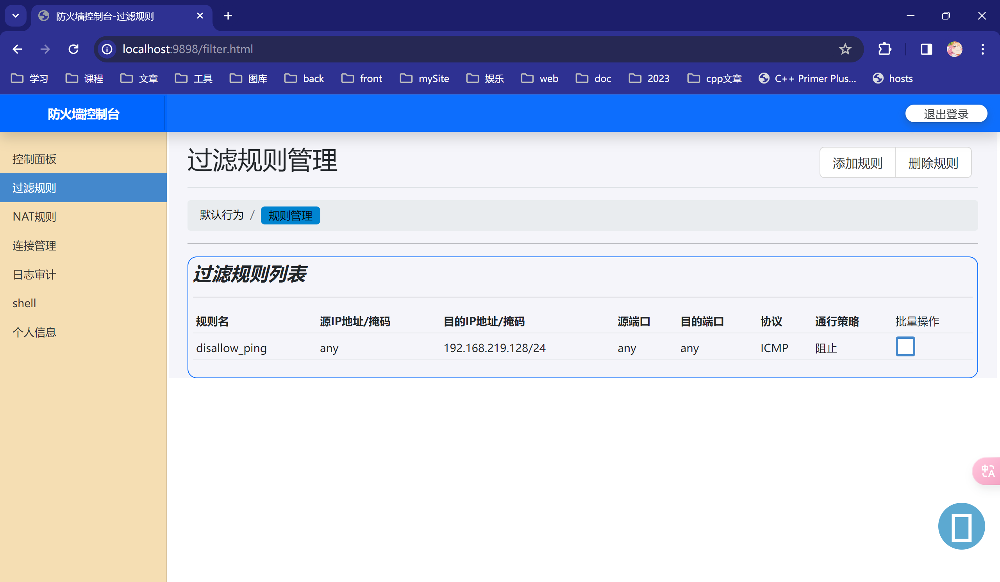 防火墙控制台-过滤规则
localhost:9898/filter.html
学习 课程 文章 工具 图库 back front mySite 娱乐 web doc 2023 cpp文章 C++ Primer Plus... hosts
防火墙控制台 退出登录
控制面板
过滤规则
NAT规则
连接管理
日志审计
shell
个人信息
过滤规则管理 添加规则 删除规则
默认行为 / 规则管理
过滤规则列表
规则名 源IP地址/掩码 目的IP地址/掩码 源端口 目的端口 协议 通行策略 批量操作
disallow_ping any 192.168.219.128/24 any any ICMP 阻止
中A